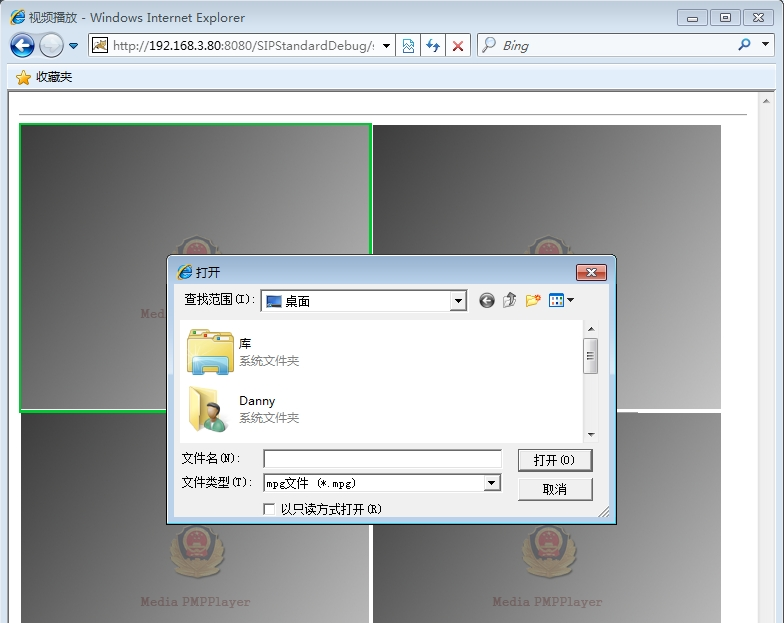 视频播放 - Windows Internet Explorer
http://192.168.3.80:8080/SIPStandardDebug/
Bing
收藏夹
打开
查找范围(I): 桌面
库
系统文件夹
Danny
系统文件夹
文件名(N): 打开(O)
文件类型(T): mpg文件 (*.mpg) 取消
以只读方式打开(R)
Med
Media PMPPlayer
Media PMPPlayer